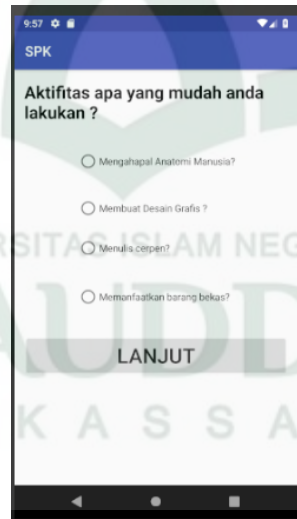 9:57
SPK
Aktifitas apa yang mudah anda
lakukan ?
Mengahapal Anatomi Manusia?
Membuat Desain Grafis ?
Menulis cerpen?
Memanfaatkan barang bekas?
LANJUT